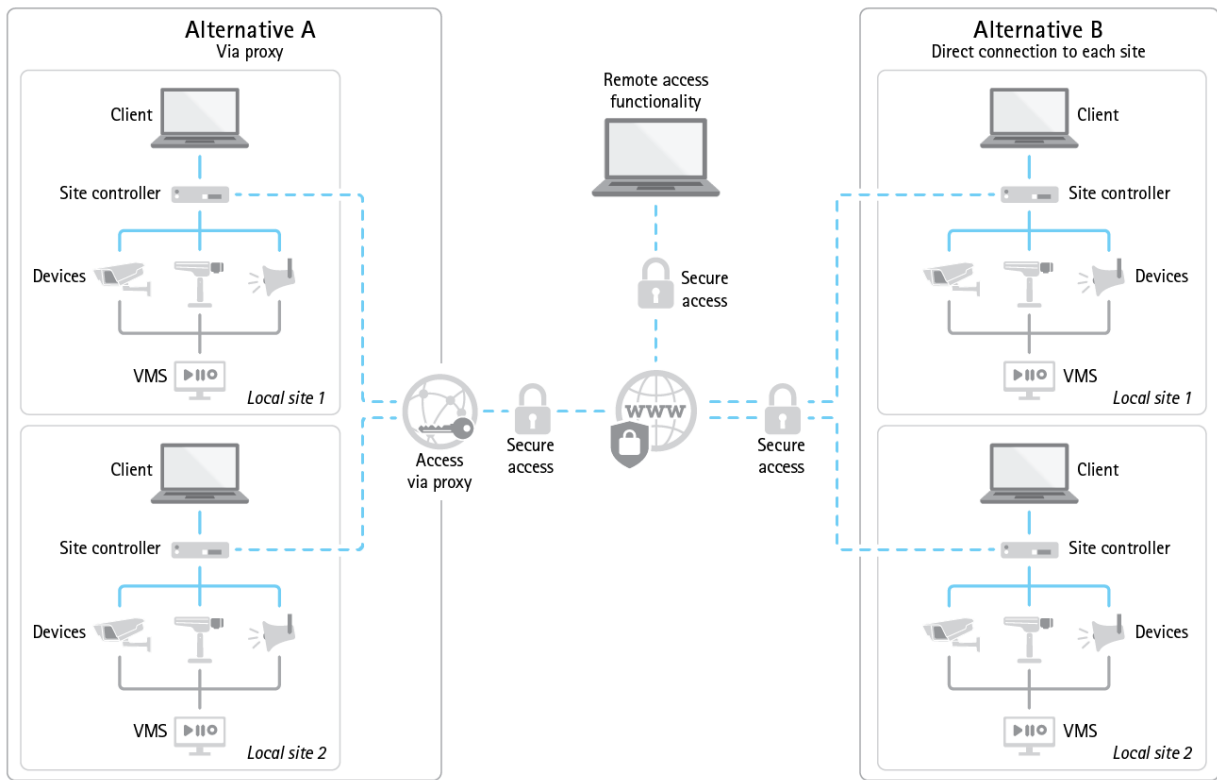 Alternative A
Via proxy
Client
Site controller
Devices
VMS
Local site 1
Client
Site controller
Devices
VMS
Local site 2
Access
via proxy
Secure
access
Remote access
functionality
Secure
access
WWW
Secure
access
Alternative B
Direct connection to each site
Client
Site controller
Devices
VMS
Local site 1
Client
Site controller
Devices
VMS
Local site 2